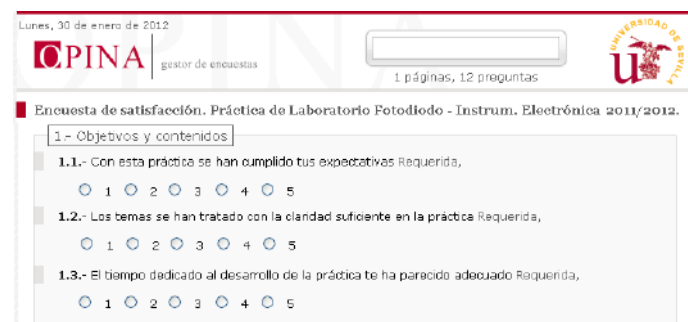 Lunes, 30 de enero de 2012
OPINA gestor de encuestas
1 páginas, 12 preguntas
UNIVERSIDAD DE SEVILLA
Encuesta de satisfacción. Práctica de Laboratorio Fotodiodo - Instrum. Electrónica 2011/2012.
1.- Objetivos y contenidos
1.1.- Con esta práctica se han cumplido tus expectativas Requerida,
1 2 3 4 5
1.2.- Los temas se han tratado con la claridad suficiente en la práctica Requerida,
1 2 3 4 5
1.3.- El tiempo dedicado al desarrollo de la práctica te ha parecido adecuado Requerida,
1 2 3 4 5